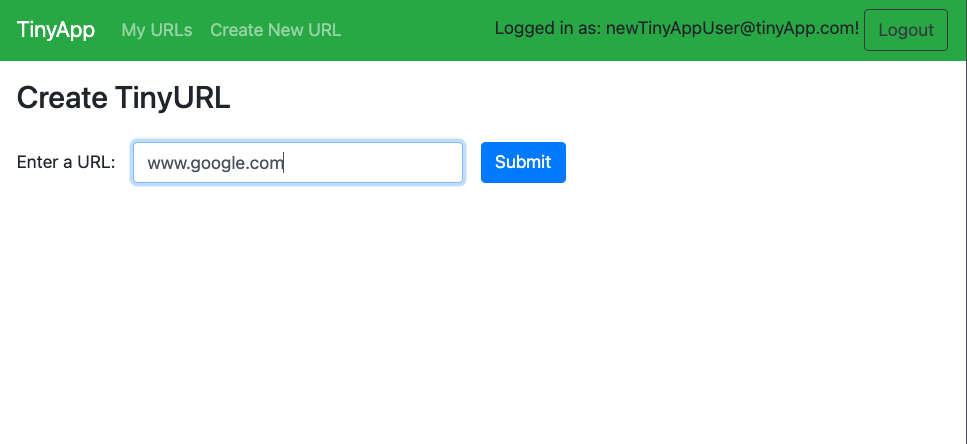 TinyApp My URLs Create New URL Logged in as: newTinyAppUser@tinyApp.com! Logout
Create TinyURL
Enter a URL: www.google.com Submit